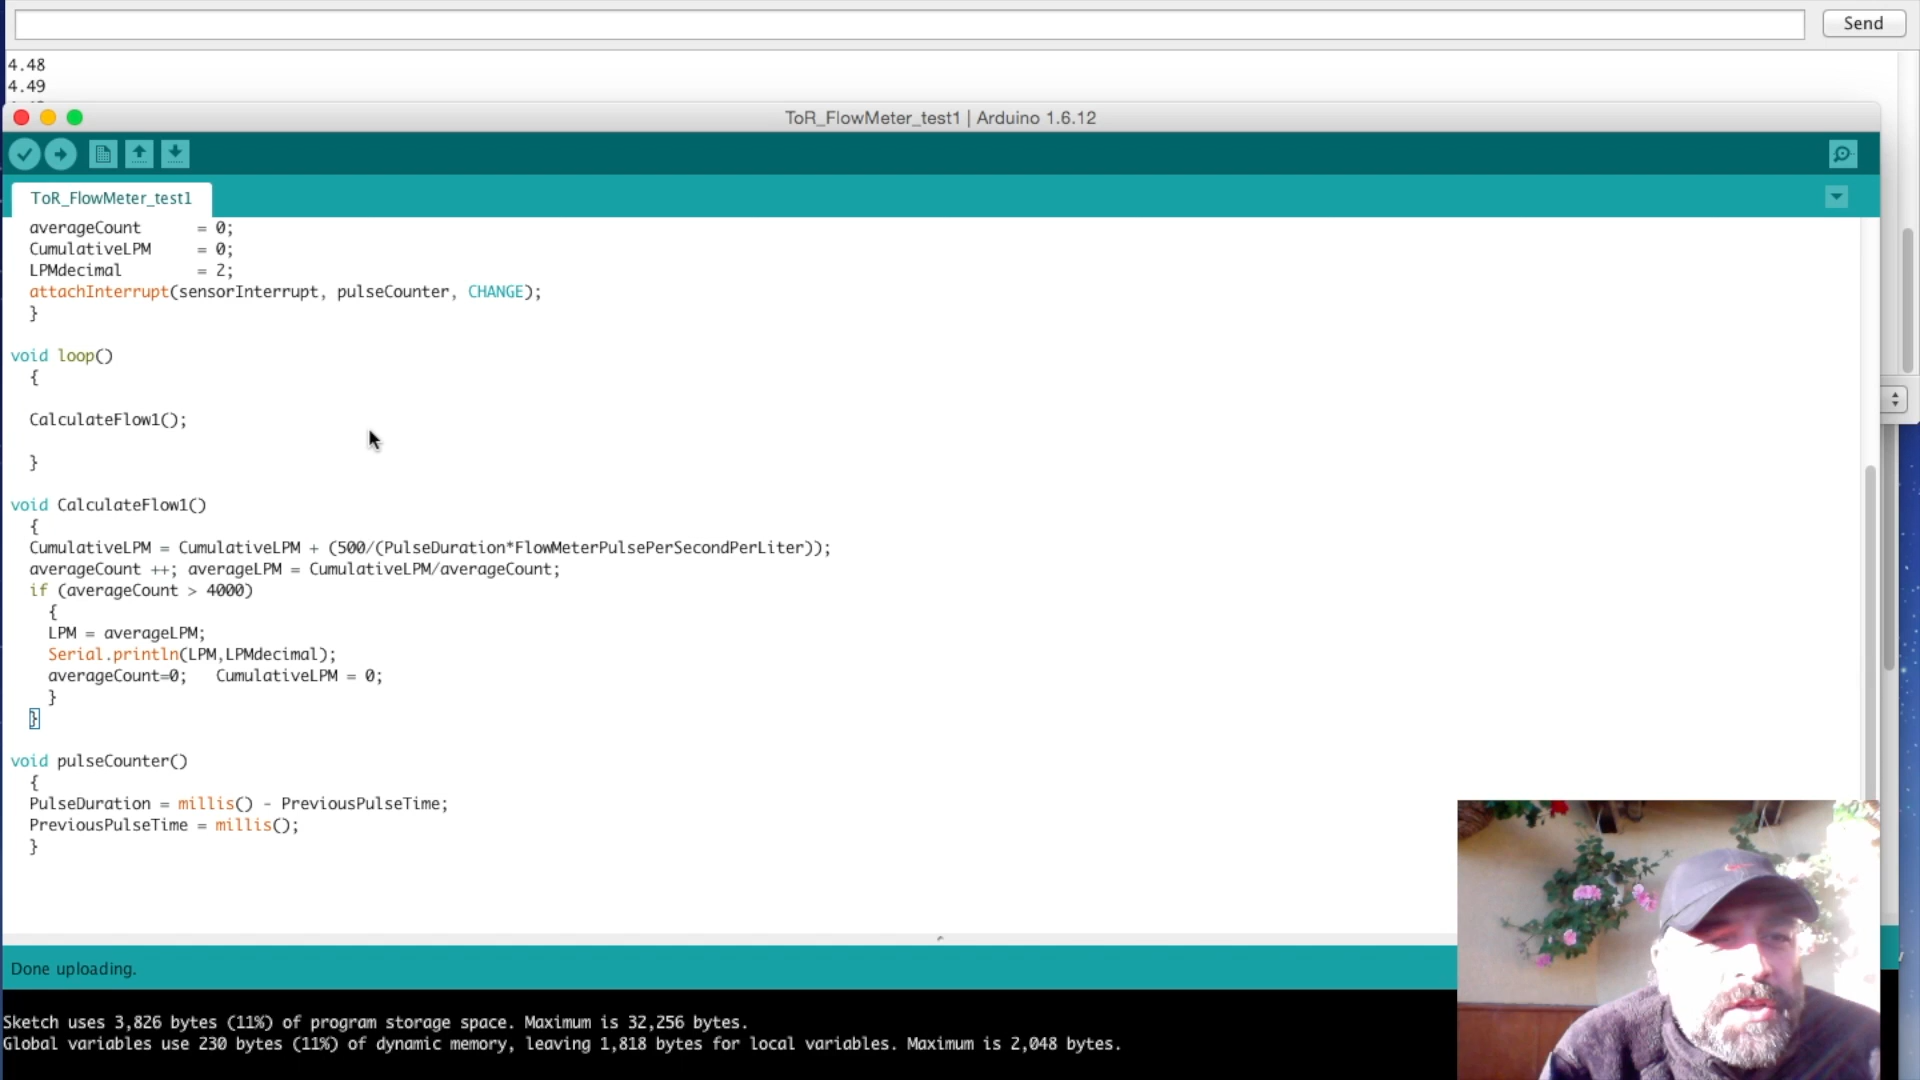 Send
4.48
4.49
ToR_FlowMeter_test1 | Arduino 1.6.12
ToR_FlowMeter_test1
averageCount = 0;
CumulativeLPM = 0;
LPMdecimal = 2;
attachInterrupt(sensorInterrupt, pulseCounter, CHANGE);
}
void loop()
{
CalculateFlow1();
}
void CalculateFlow1()
{
CumulativeLPM = CumulativeLPM + (500/(PulseDuration*FlowMeterPulsePerSecondPerLiter));
averageCount ++; averageLPM = CumulativeLPM/averageCount;
if (averageCount > 4000)
{
LPM = averageLPM;
Serial.println(LPM,LPMdecimal);
averageCount=0; CumulativeLPM = 0;
}
}
void pulseCounter()
{
PulseDuration = millis() - PreviousPulseTime;
PreviousPulseTime = millis();
}
Done uploading.
Sketch uses 3,826 bytes (11%) of program storage space. Maximum is 32,256 bytes.
Global variables use 230 bytes (11%) of dynamic memory, leaving 1,818 bytes for local variables. Maximum is 2,048 bytes.